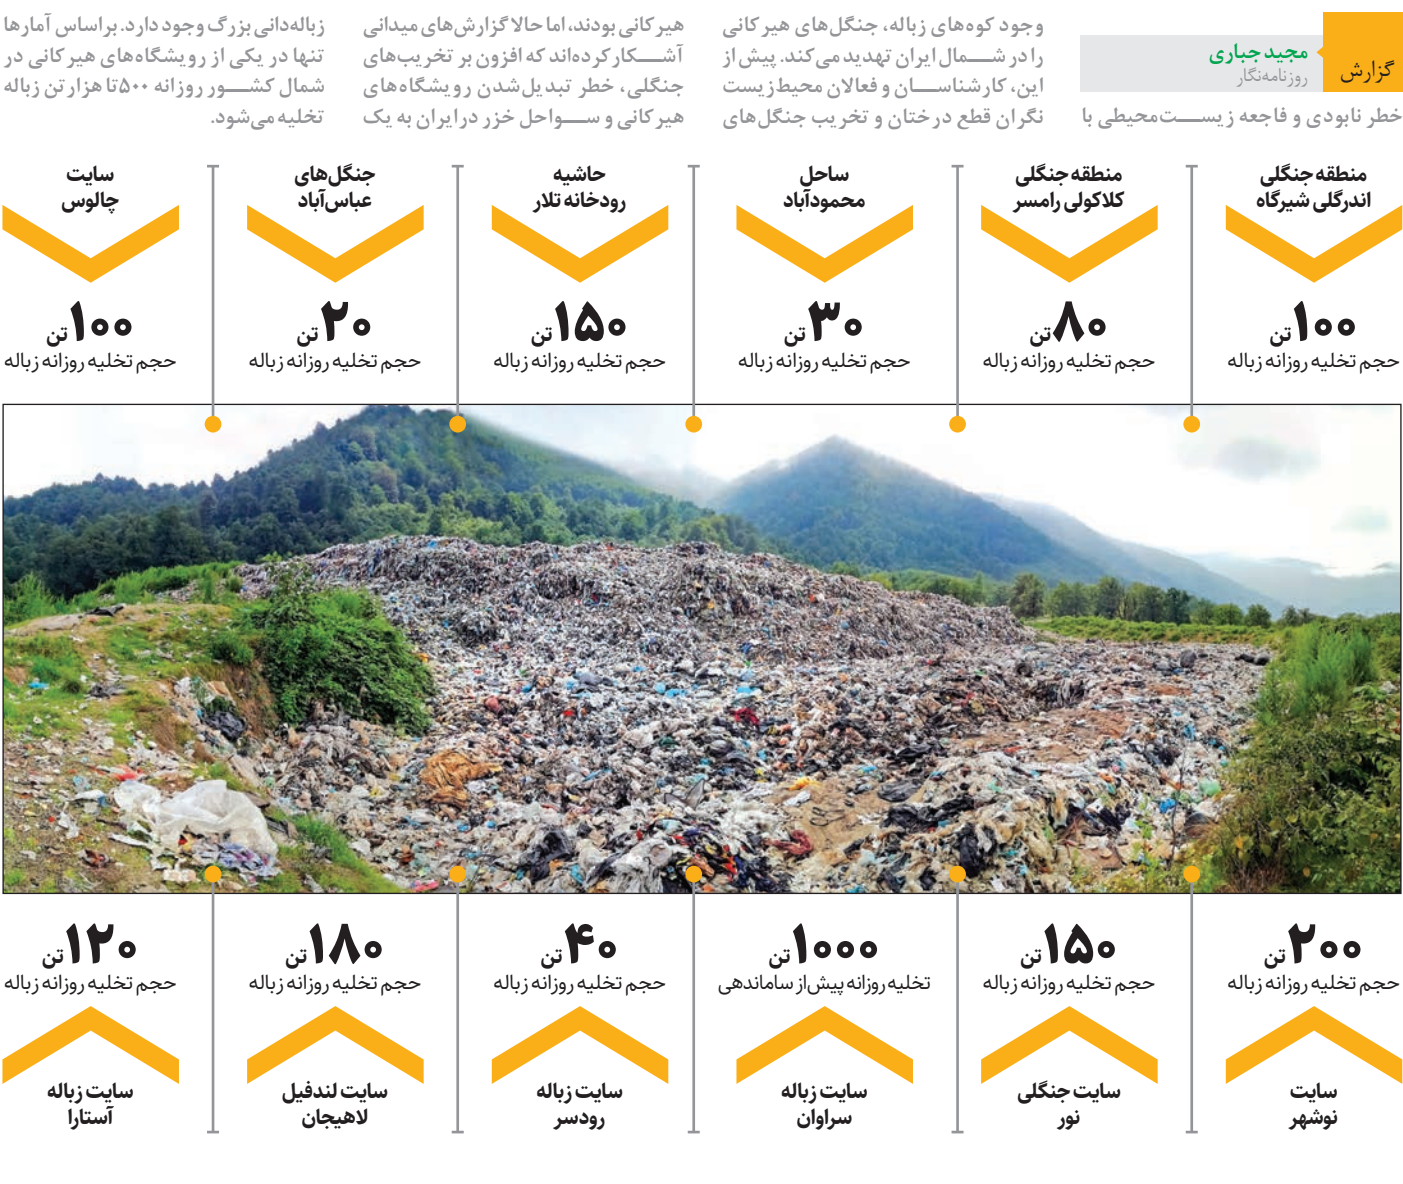 گزارش
مجید جباری
روزنامه‌نگار
خطر نابودی و فاجعه زیست‌محیطی با
وجود کوه‌های زباله، جنگل‌های هیرکانی
را در شمال ایران تهدید می‌کند. پیش از
این، کارشناسان و فعالان محیط‌زیست
نگران قطع درختان و تخریب جنگل‌های
هیرکانی بودند، اما حالا گزارش‌های میدانی
آشکار کرده‌اند که افزون بر تخریب‌های
جنگلی، خطر تبدیل‌شدن رویشگاه‌های
هیرکانی و سواحل خزر در ایران به یک
زباله‌دانی بزرگ وجود دارد. براساس آمارها
تنها در یکی از رویشگاه‌های هیرکانی در
شمال کشور روزانه ۵۰۰ تا هزار تن زباله
تخلیه می‌شود.
منطقه جنگلی
اندرگلی شیرگاه
۱۰۰ تن
حجم تخلیه روزانه زباله
منطقه جنگلی
کلاکولی رامسر
۸۰ تن
حجم تخلیه روزانه زباله
ساحل
محمودآباد
۳۰ تن
حجم تخلیه روزانه زباله
حاشیه
رودخانه تلار
۱۵۰ تن
حجم تخلیه روزانه زباله
جنگل‌های
عباس‌آباد
۲۰ تن
حجم تخلیه روزانه زباله
سایت
چالوس
۱۰۰ تن
حجم تخلیه روزانه زباله
۲۰۰ تن
حجم تخلیه روزانه زباله
سایت
نوشهر
۱۵۰ تن
حجم تخلیه روزانه زباله
سایت جنگلی
نور
۱۰۰۰ تن
تخلیه روزانه پیش‌از ساماندهی
سایت زباله
سراوان
۴۰ تن
حجم تخلیه روزانه زباله
سایت زباله
رودسر
۱۸۰ تن
حجم تخلیه روزانه زباله
سایت لندفیل
لاهیجان
۱۲۰ تن
حجم تخلیه روزانه زباله
سایت زباله
آستارا